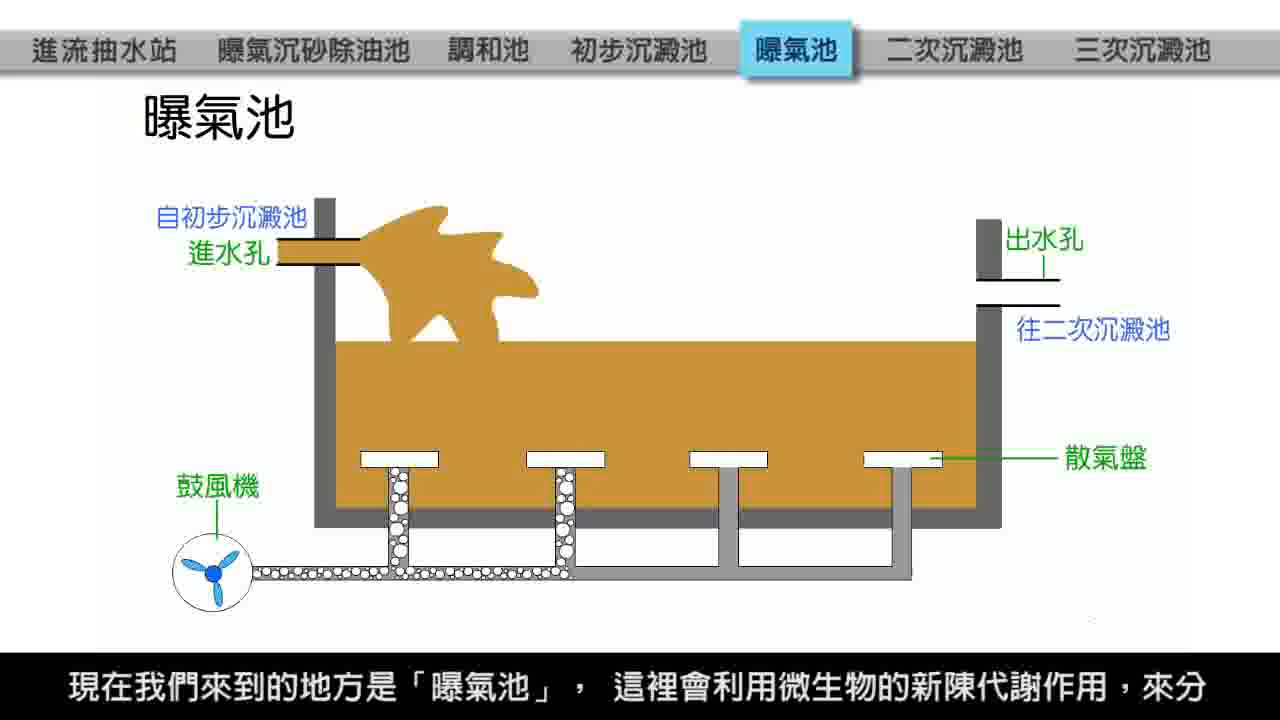 進流抽水站 曝氣沉砂除油池 調和池 初步沉澱池 曝氣池 二次沉澱池 三次沉澱池
曝氣池
自初步沉澱池
進水孔
出水孔
往二次沉澱池
散氣盤
鼓風機
現在我們來到的地方是「曝氣池」， 這裡會利用微生物的新陳代謝作用，來分